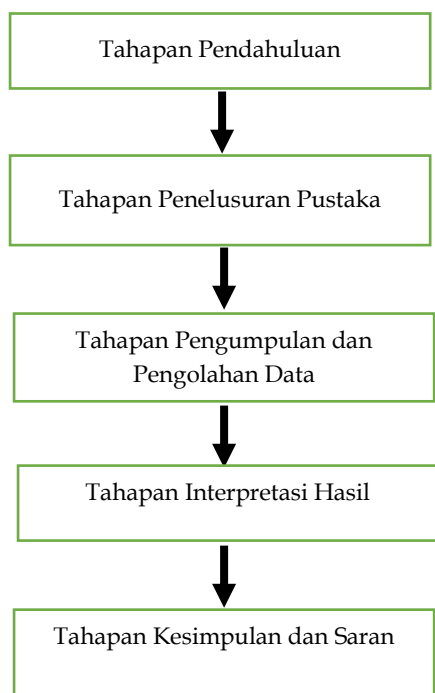 Tahapan Pendahuluan
Tahapan Penelusuran Pustaka
Tahapan Pengumpulan dan
Pengolahan Data
Tahapan Interpretasi Hasil
Tahapan Kesimpulan dan Saran